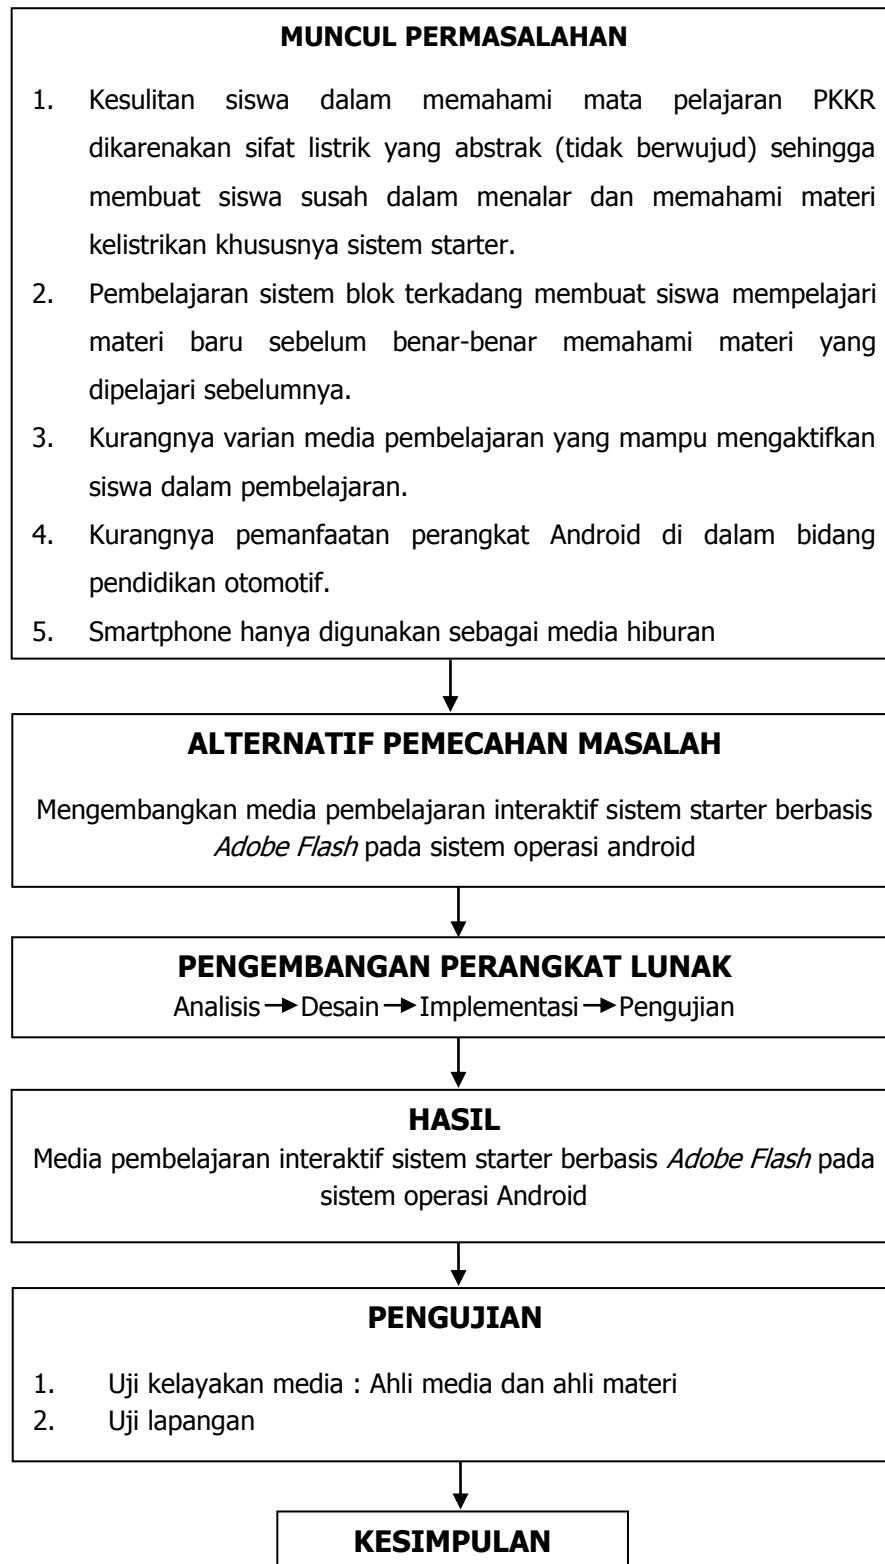 MUNCUL PERMASALAHAN
1. Kesulitan siswa dalam memahami mata pelajaran PKKR
dikarenakan sifat listrik yang abstrak (tidak berwujud) sehingga
membuat siswa susah dalam menalar dan memahami materi
kelistrikan khususnya sistem starter.
2. Pembelajaran sistem blok terkadang membuat siswa mempelajari
materi baru sebelum benar-benar memahami materi yang
dipelajari sebelumnya.
3. Kurangnya varian media pembelajaran yang mampu mengaktifkan
siswa dalam pembelajaran.
4. Kurangnya pemanfaatan perangkat Android di dalam bidang
pendidikan otomotif.
5. Smartphone hanya digunakan sebagai media hiburan
ALTERNATIF PEMECAHAN MASALAH
Mengembangkan media pembelajaran interaktif sistem starter berbasis
Adobe Flash pada sistem operasi android
PENGEMBANGAN PERANGKAT LUNAK
Analisis → Desain → Implementasi → Pengujian
HASIL
Media pembelajaran interaktif sistem starter berbasis Adobe Flash pada
sistem operasi Android
PENGUJIAN
1. Uji kelayakan media : Ahli media dan ahli materi
2. Uji lapangan
KESIMPULAN